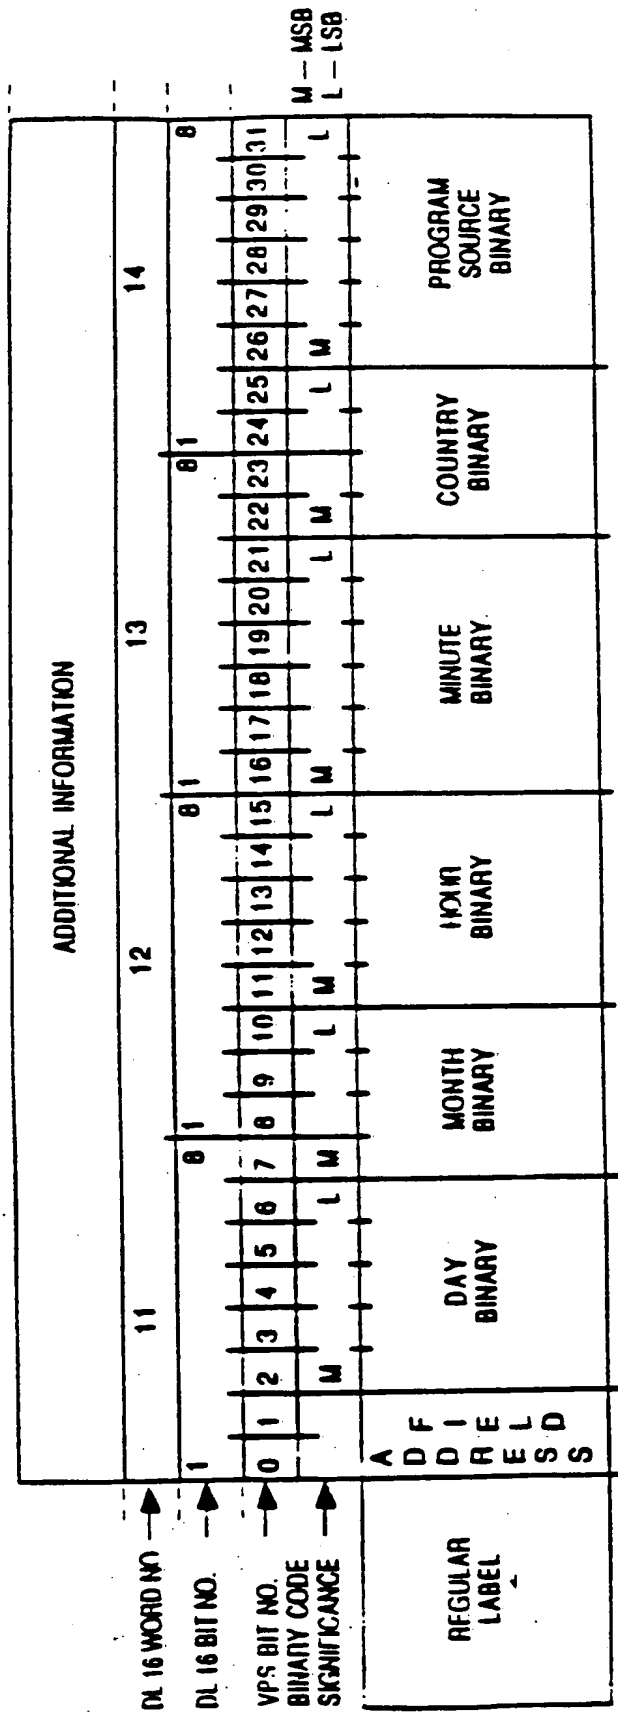 ADDITIONAL INFORMATION
DL 16 WORD NO 11 12 13 14
DL 16 BIT NO. 1 8 1 8 1 8 1 8
VPS BIT NO. 0 1 2 3 4 5 6 7 8 9 10 11 12 13 14 15 16 17 18 19 20 21 22 23 24 25 26 27 28 29 30 31
BINARY CODE
SIGNIFICANCE M L M L M L M L M L M L
M – MSB
L – LSB
REGULAR
LABEL
ADDRESS
FIELD
DAY
BINARY
MONTH
BINARY
HOUR
BINARY
MINUTE
BINARY.
COUNTRY
BINARY
PROGRAM
SOURCE
BINARY